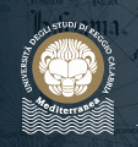 UNIVERSITÀ DEGLI STUDI DI REGGIO CALABRIA
Mediterranea